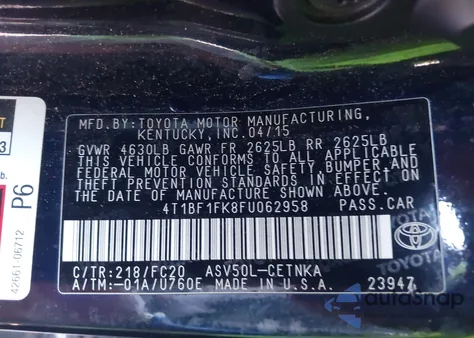 MFD.BY:TOYOTA MOTOR MANUFACTURING,
KENTUCKY,INC.04/15
GVWR 4630LB GAWR FR 2625LB RR 2625LB
THIS VEHICLE CONFORMS TO ALL APPLICABLE
FEDERAL MOTOR VEHICLE SAFETY, BUMPER AND
THEFT PREVENTION STANDARDS IN EFFECT
ON THE DATE OF MANUFACTURE SHOWN ABOVE.
4T1BF1FK8FU062958 PASS.CAR
C/TR:218/FC20 ASV50L-CETNKA
A/TM:-01A/U760E MADE IN U.S.A.
23947
TOYOTA
P6
42661-06712
3
b.
autoSnap